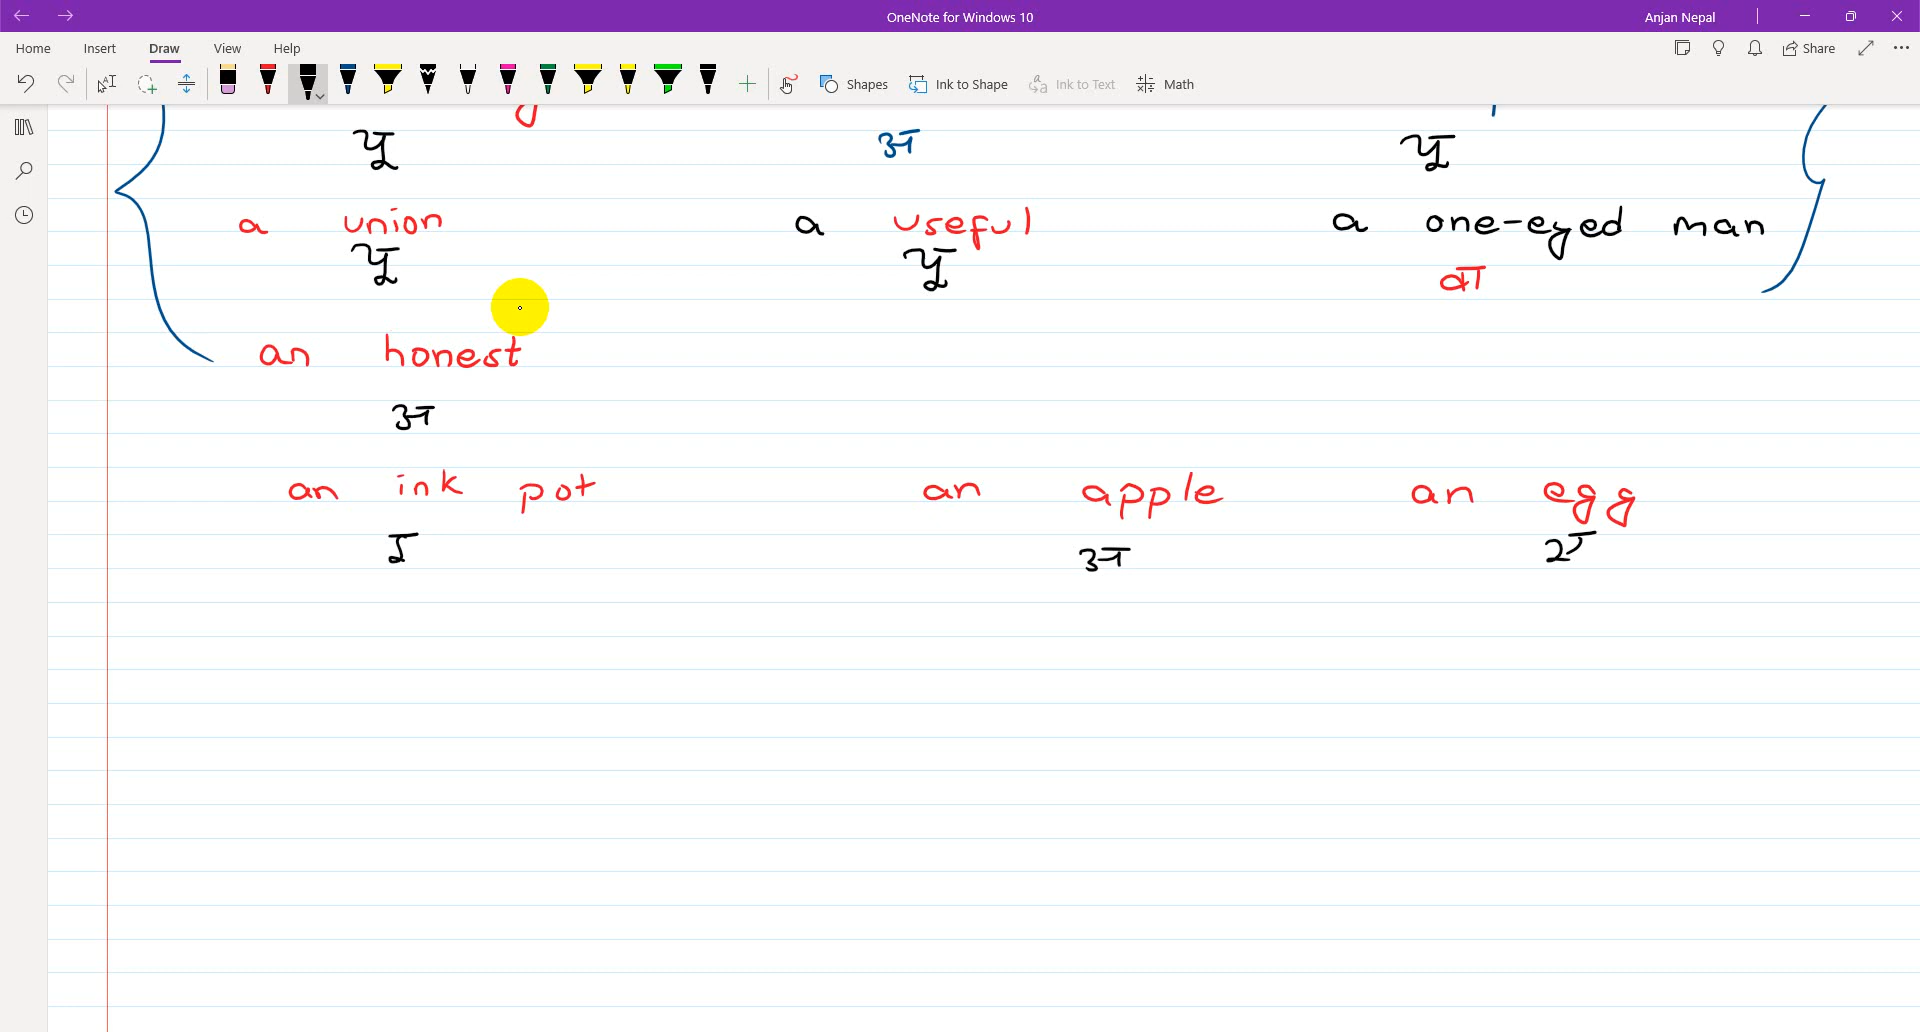 OneNote for Windows 10 Anjan Nepal
Home Insert Draw View Help Share
Shapes Ink to Shape Ink to Text Math
यू अ यू
a union a useful a one-eyed man
यू यू वा
an honest
अ
an ink pot an apple an egg
इ अ ए